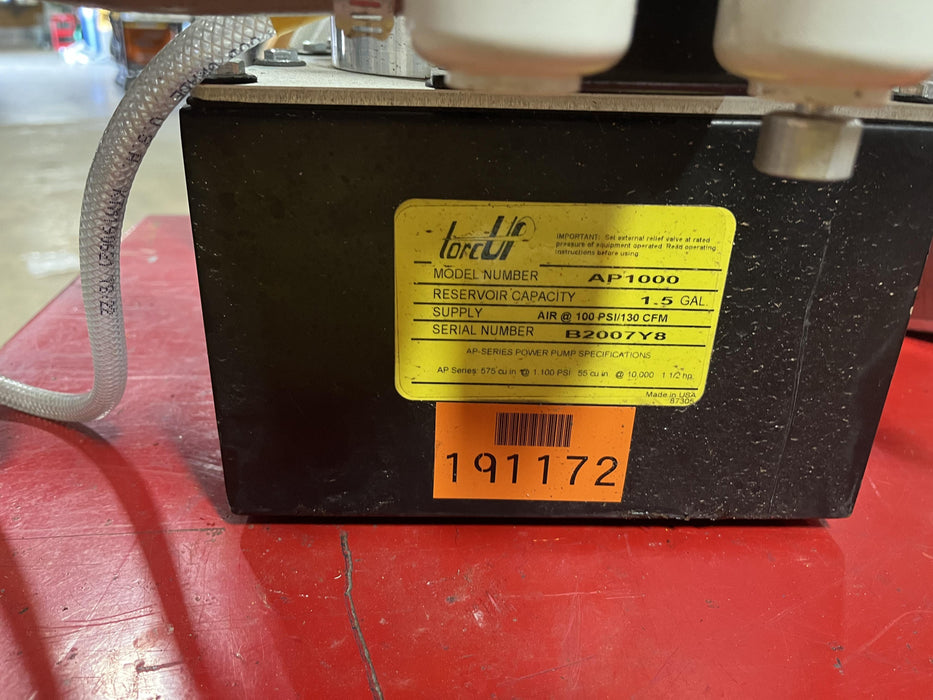 torcUP
IMPORTANT: Set external relief valve at rated
pressure of equipment operated. Read operating
instructions before using.
MODEL NUMBER AP1000
RESERVOIR CAPACITY 1.5 GAL.
SUPPLY AIR @ 100 PSI/130 CFM
SERIAL NUMBER B2007Y8
AP-SERIES POWER PUMP SPECIFICATIONS
AP Series: 575 cu in @ 1,100 PSI 55 cu in @ 10,000 1 1/2 hp
Made in USA
87305
191172